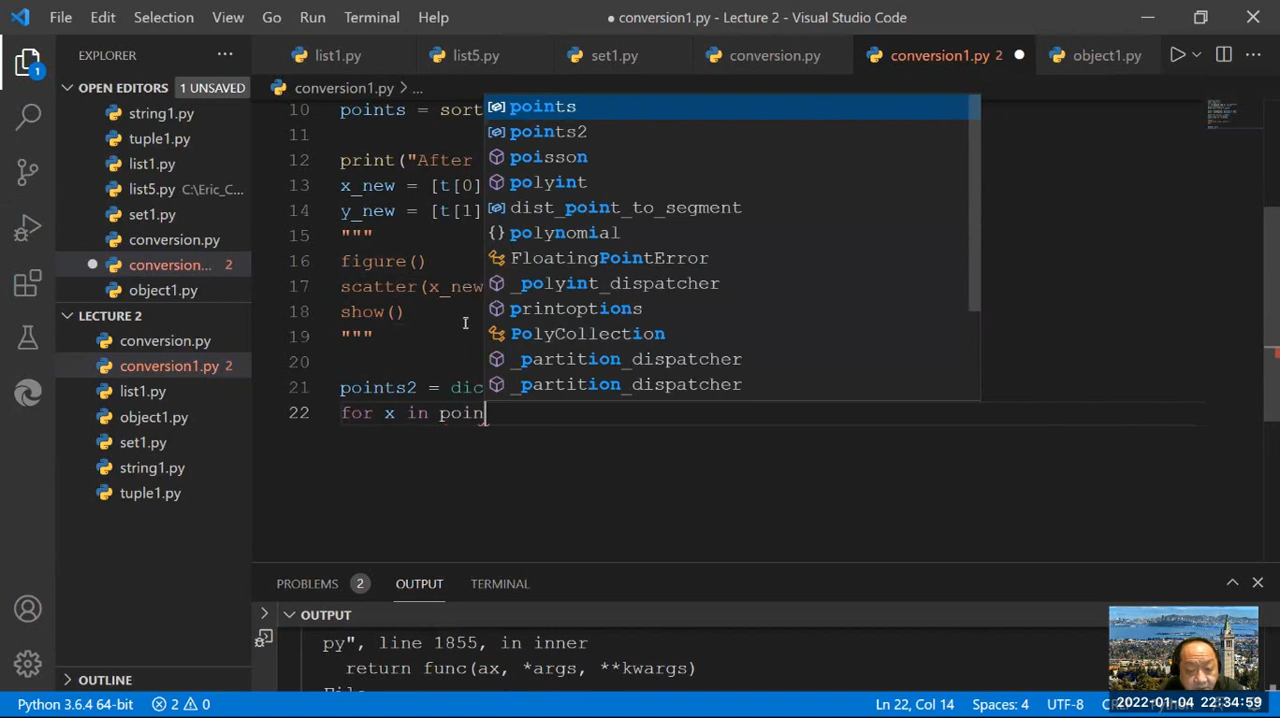 File Edit Selection View Go Run Terminal Help
● conversion1.py - Lecture 2 - Visual Studio Code
EXPLORER ...
list1.py list5.py set1.py conversion.py conversion1.py 2 ● object1.py
OPEN EDITORS 1 UNSAVED
string1.py
tuple1.py
list1.py
list5.py C:\Eric_C...
set1.py
conversion.py
conversion... 2
object1.py
LECTURE 2
conversion.py
conversion1.py 2
list1.py
object1.py
set1.py
string1.py
tuple1.py
OUTLINE
1
conversion1.py > ...
10 points = sort
11
12 print("After
13 x_new = [t[0]
14 y_new = [t[1]
15 """
16 figure()
17 scatter(x_new
18 show()
19 """
20
21 points2 = dic
22 for x in poin
points
points2
poisson
polyint
dist_point_to_segment
{} polynomial
FloatingPointError
_polyint_dispatcher
printoptions
PolyCollection
_partition_dispatcher
_partition_dispatcher
PROBLEMS 2 OUTPUT TERMINAL
OUTPUT
py", line 1855, in inner
return func(ax, *args, **kwargs)
Python 3.6.4 64-bit 2 0 Ln 22, Col 14 Spaces: 4 UTF-8
2022-01-04 22:34:59